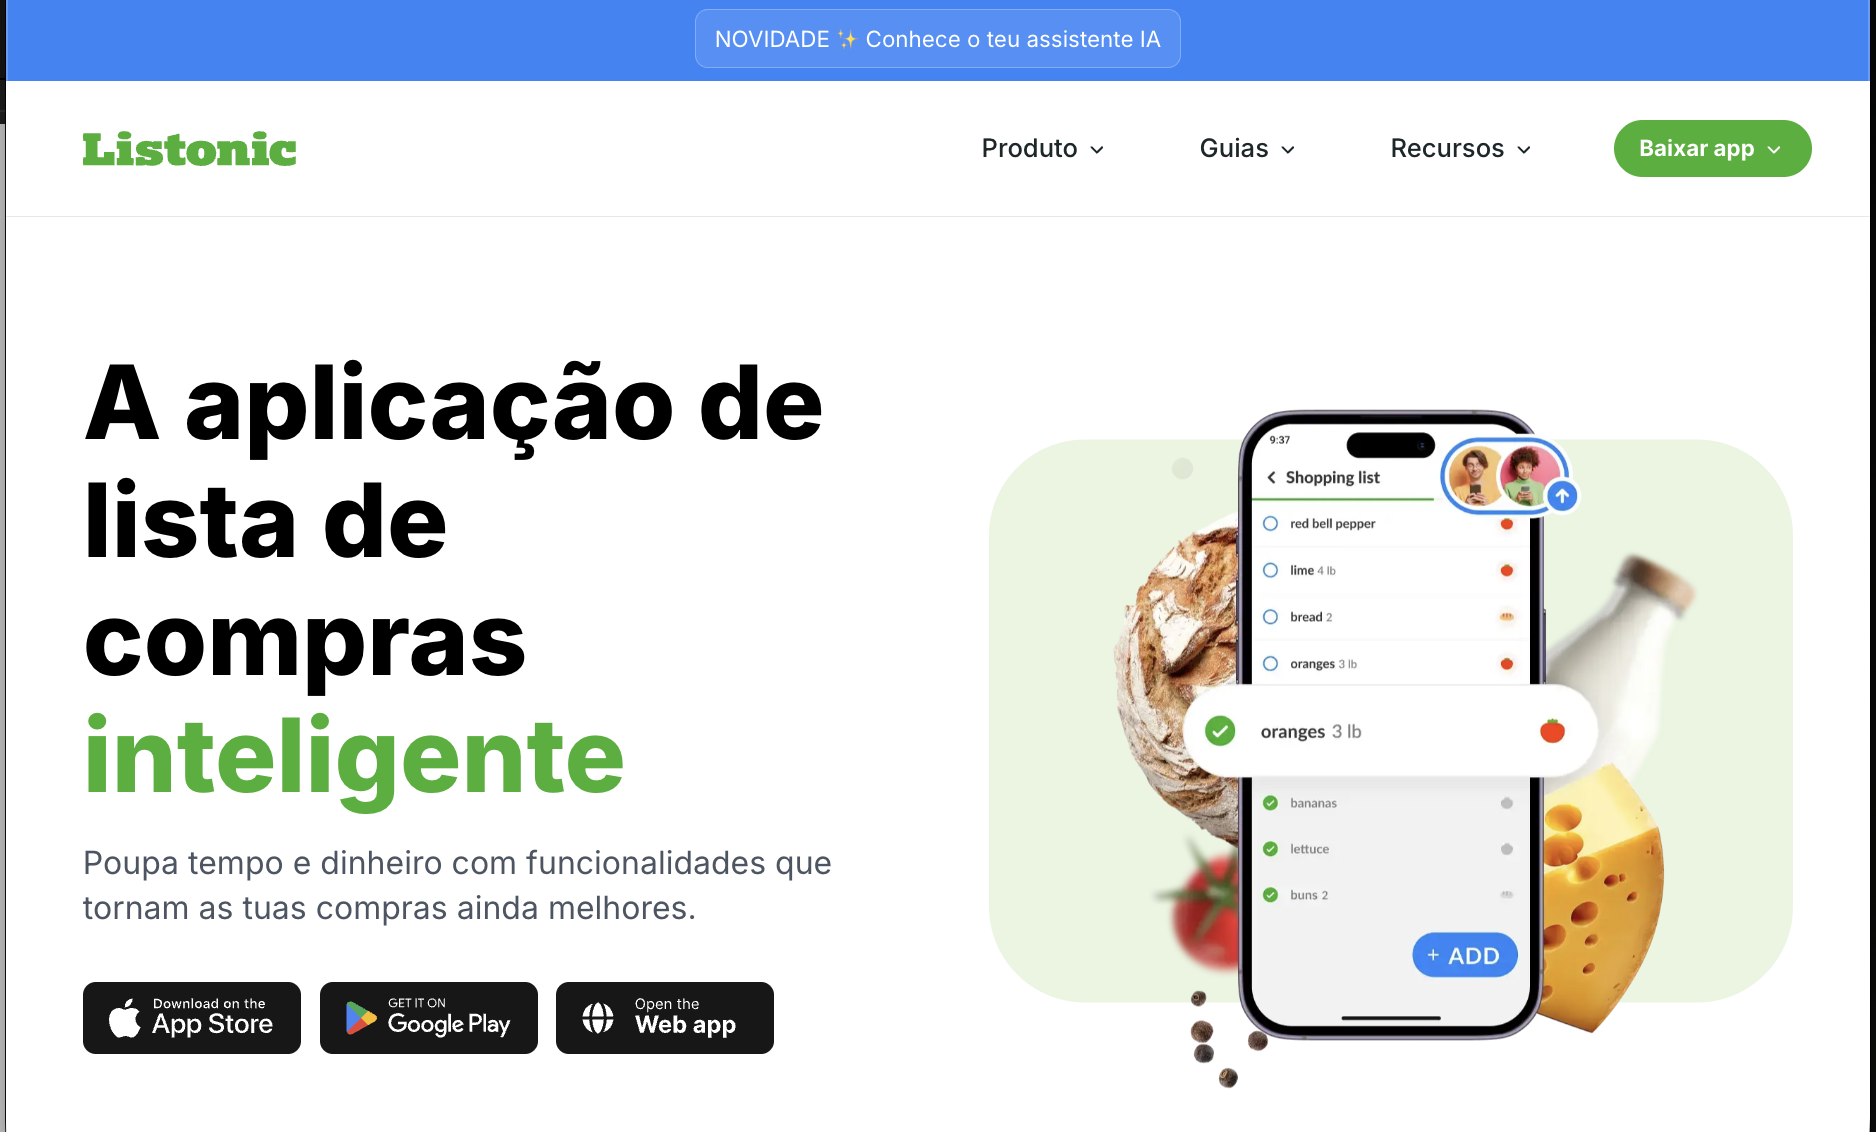 NOVIDADE ✨ Conhece o teu assistente IA
Listonic
Produto
Guias
Recursos
Baixar app
A aplicação de
lista de
compras
inteligente
Poupa tempo e dinheiro com funcionalidades que
tornam as tuas compras ainda melhores.
Download on the
App Store
GET IT ON
Google Play
Open the
Web app
9:37
Shopping list
red bell pepper
lime 4 lb
bread 2
oranges 3 lb
oranges 3 lb
bananas
lettuce
buns 2
+ ADD